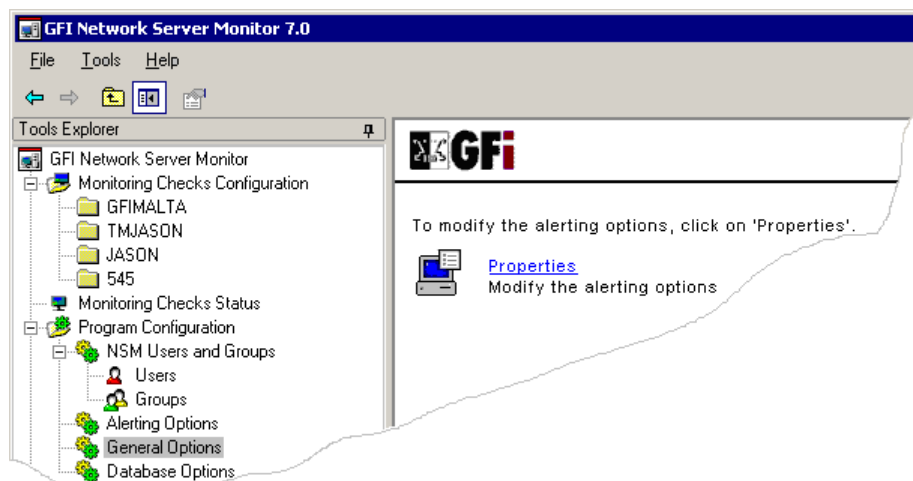 GFI Network Server Monitor 7.0
File Tools Help
Tools Explorer
GFI Network Server Monitor
Monitoring Checks Configuration
GFIMALTA
TMJASON
JASON
545
Monitoring Checks Status
Program Configuration
NSM Users and Groups
Users
Groups
Alerting Options
General Options
Database Options
GFi
To modify the alerting options, click on 'Properties'.
Properties
Modify the alerting options